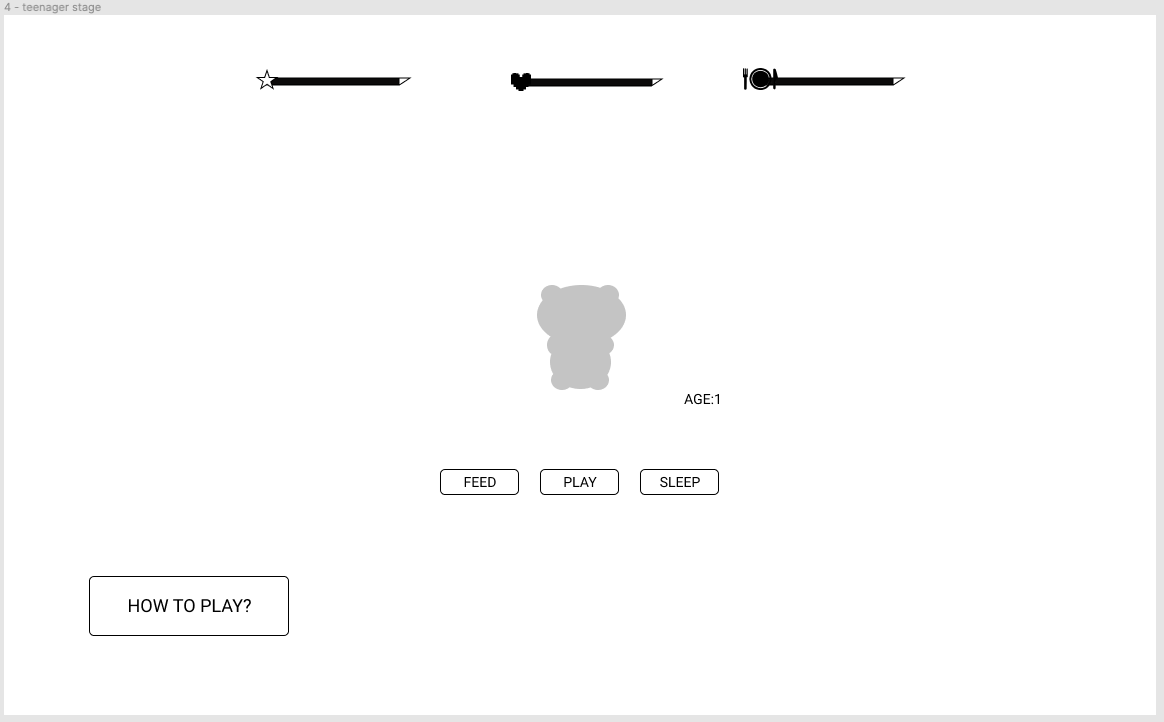 4 - teenager stage
AGE:1
FEED
PLAY
SLEEP
HOW TO PLAY?